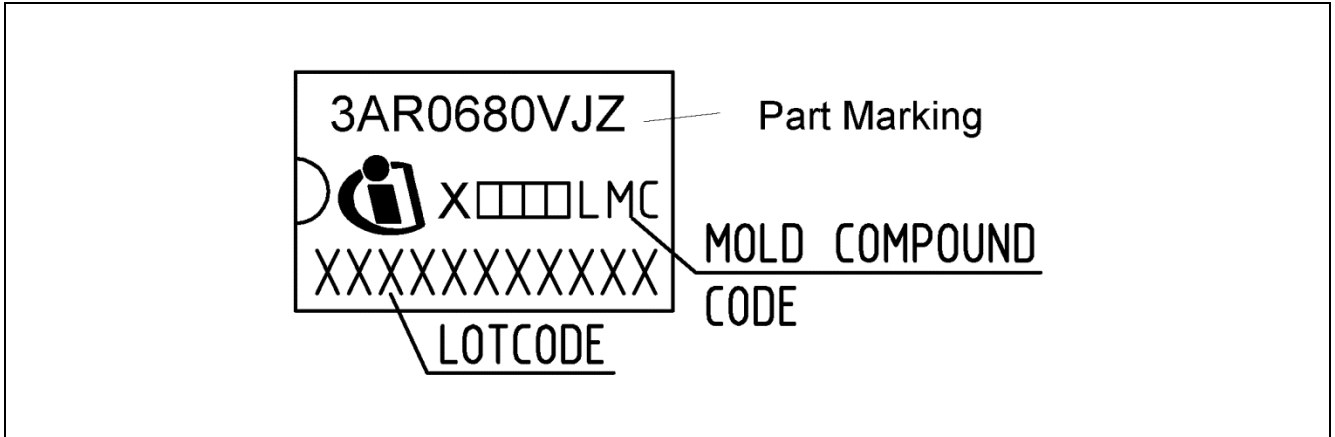 3AR0680VJZ
Part Marking
X□□□□LMC
MOLD COMPOUND
CODE
XXXXXXXXXXX
LOTCODE